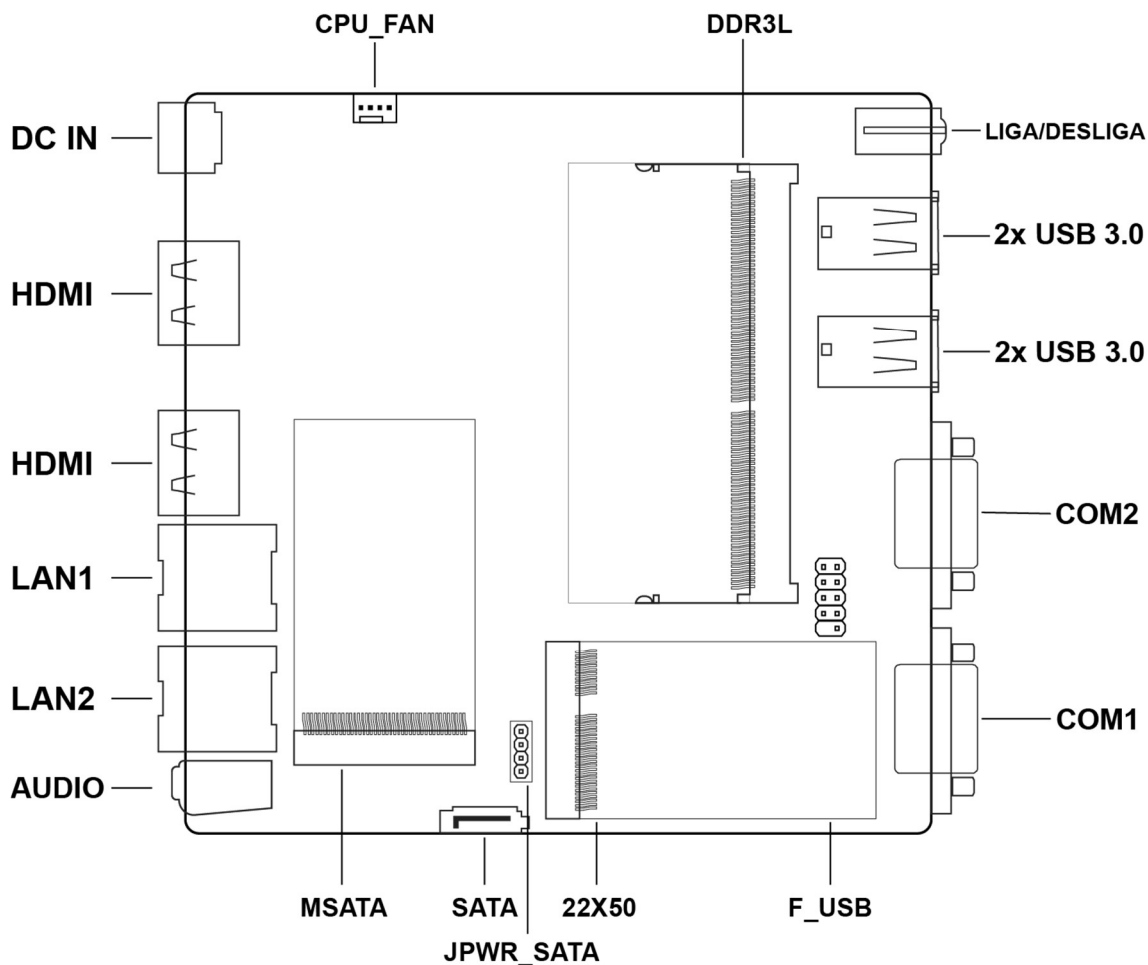 CPU_FAN
DDR3L
DC IN
LIGA/DESLIGA
2x USB 3.0
HDMI
2x USB 3.0
HDMI
COM2
LAN1
LAN2
COM1
AUDIO
MSATA
SATA
22X50
F_USB
JPWR_SATA